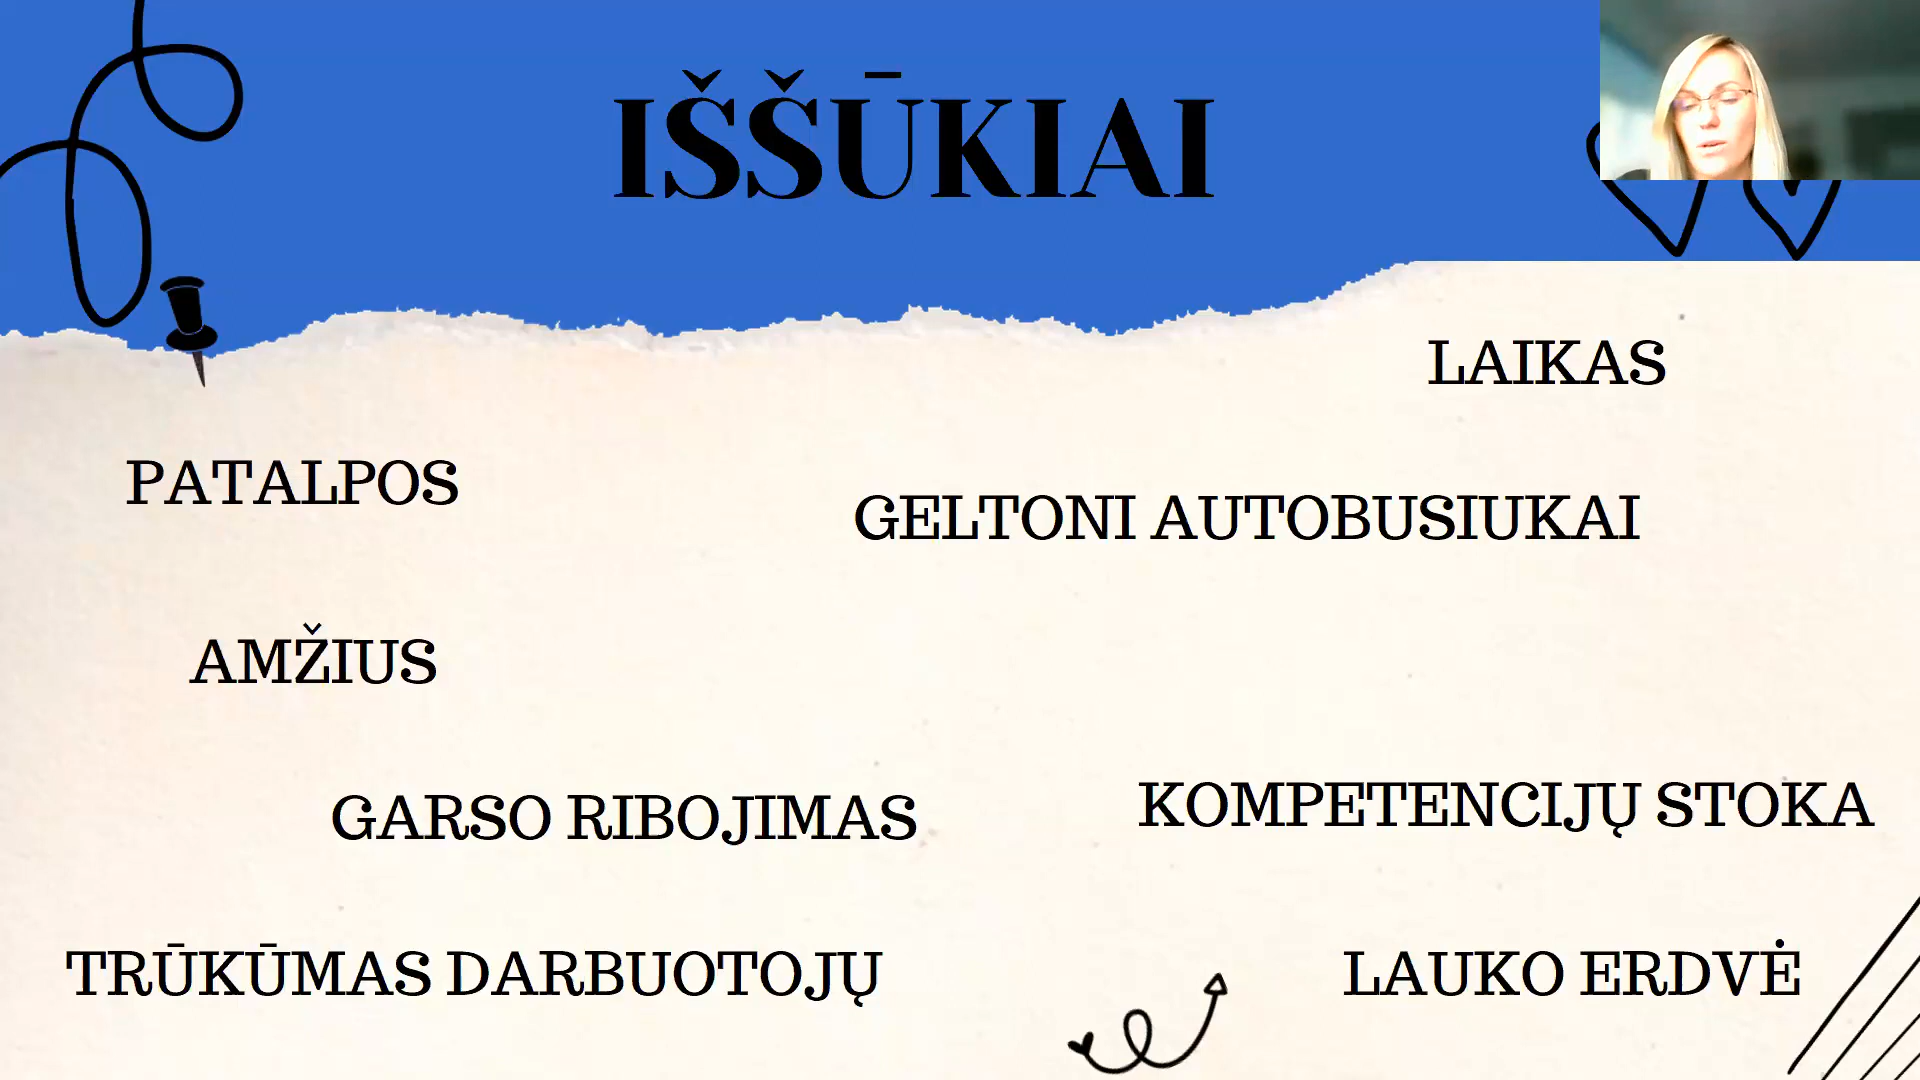 IŠŠŪKIAI
LAIKAS
PATALPOS
GELTONI AUTOBUSIUKAI
AMŽIUS
GARSO RIBOJIMAS
KOMPETENCIJŲ STOKA
TRŪKŪMAS DARBUOTOJŲ
LAUKO ERDVĖ